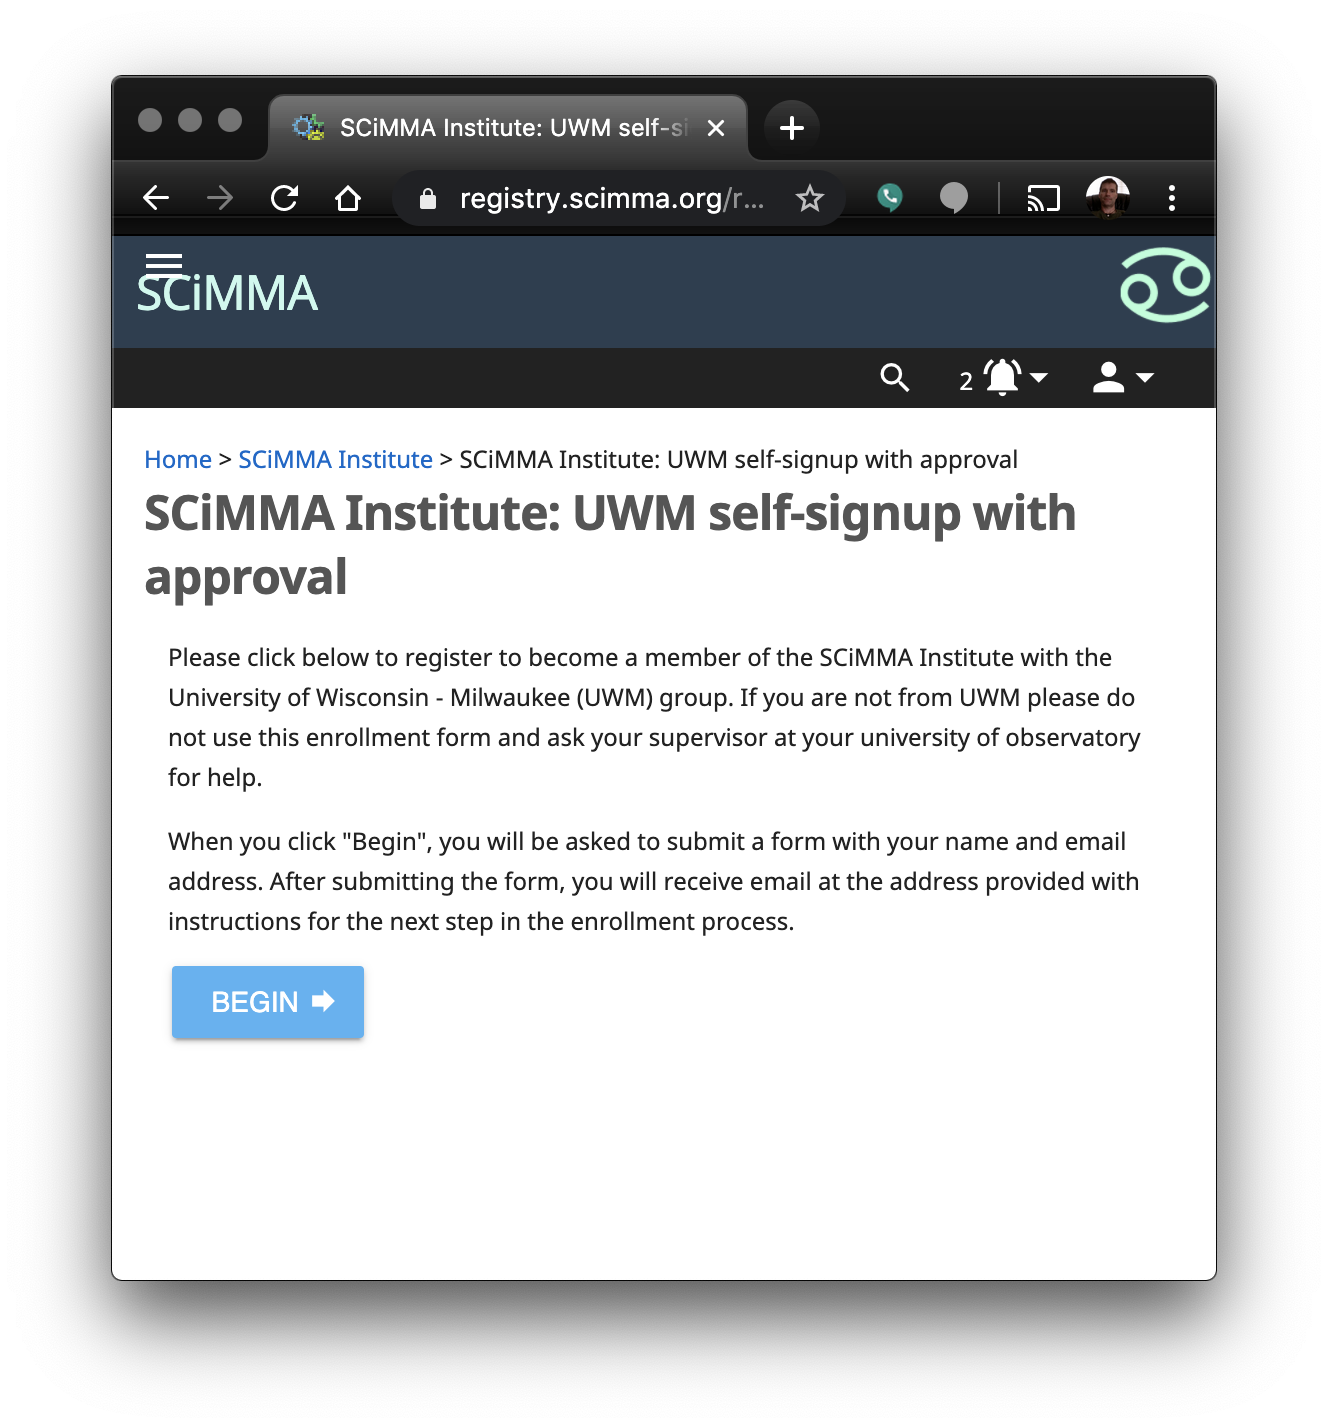 SCiMMA Institute: UWM self-si
registry.scimma.org/r...
SCiMMA
2
Home > SCiMMA Institute > SCiMMA Institute: UWM self-signup with approval
SCiMMA Institute: UWM self-signup with
approval
Please click below to register to become a member of the SCiMMA Institute with the
University of Wisconsin - Milwaukee (UWM) group. If you are not from UWM please do
not use this enrollment form and ask your supervisor at your university of observatory
for help.
When you click "Begin", you will be asked to submit a form with your name and email
address. After submitting the form, you will receive email at the address provided with
instructions for the next step in the enrollment process.
BEGIN